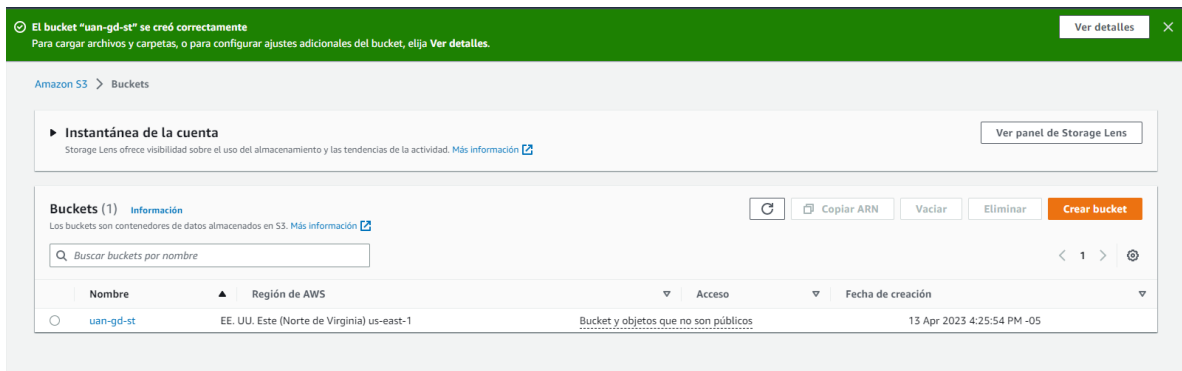 El bucket "uan-gd-st" se creó correctamente
Para cargar archivos y carpetas, o para configurar ajustes adicionales del bucket, elija Ver detalles.
Ver detalles
Amazon S3 > Buckets
Instantánea de la cuenta
Storage Lens ofrece visibilidad sobre el uso del almacenamiento y las tendencias de la actividad. Más información
Ver panel de Storage Lens
Buckets (1) Información
Los buckets son contenedores de datos almacenados en S3. Más información
Copiar ARN Vaciar Eliminar Crear bucket
Buscar buckets por nombre
< 1 >
Nombre Región de AWS Acceso Fecha de creación
uan-gd-st EE. UU. Este (Norte de Virginia) us-east-1 Bucket y objetos que no son públicos 13 Apr 2023 4:25:54 PM -05